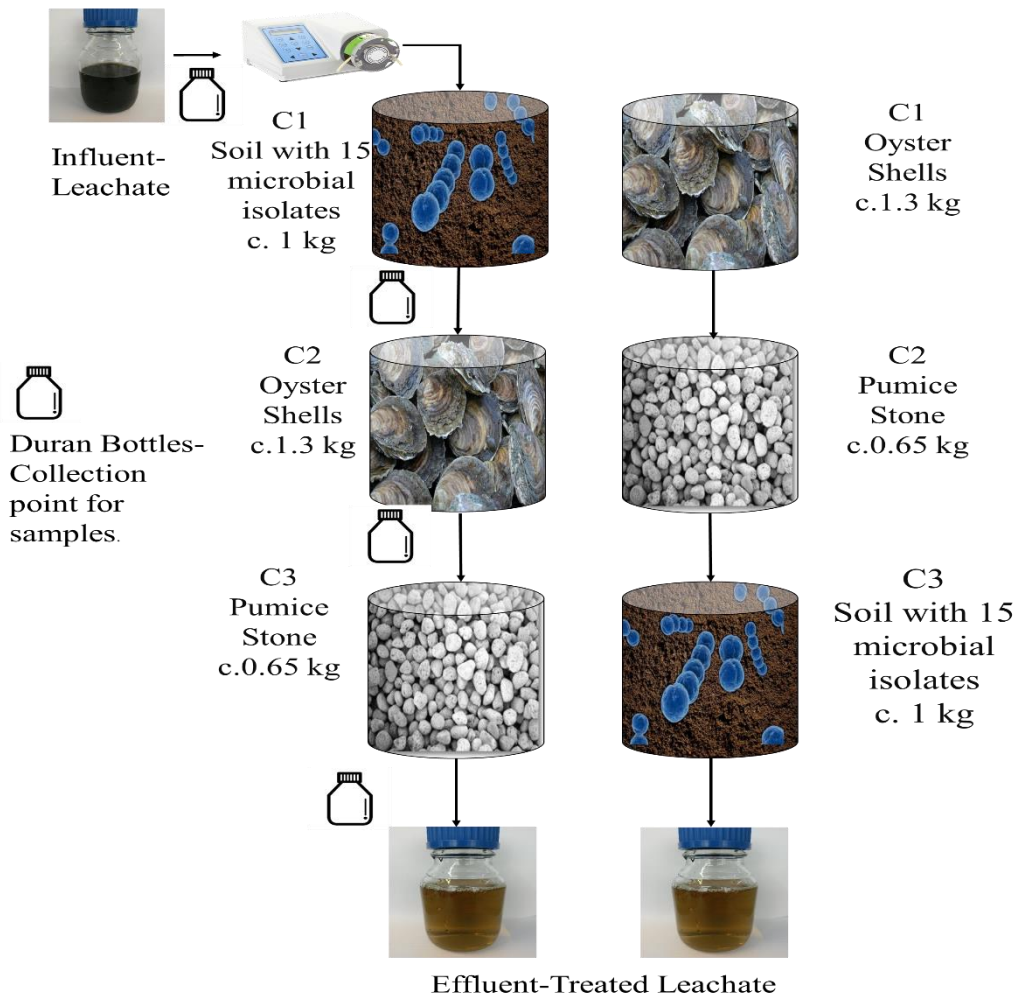 Influent-
Leachate
C1
Soil with 15
microbial
isolates
c. 1 kg
C1
Oyster
Shells
c.1.3 kg
C2
Oyster
Shells
c.1.3 kg
C2
Pumice
Stone
c.0.65 kg
Duran Bottles-
Collection
point for
samples.
C3
Pumice
Stone
c.0.65 kg
C3
Soil with 15
microbial
isolates
c. 1 kg
Effluent-Treated Leachate